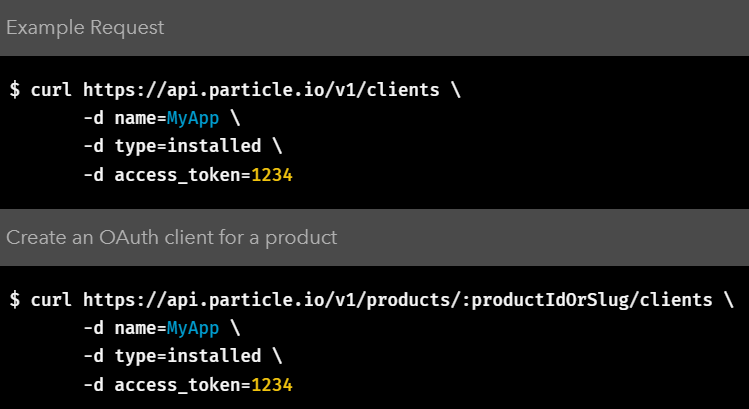 Example Request
$ curl https://api.particle.io/v1/clients \
-d name=MyApp \
-d type=installed \
-d access_token=1234
Create an OAuth client for a product
$ curl https://api.particle.io/v1/products/:productIdOrSlug/clients \
-d name=MyApp \
-d type=installed \
-d access_token=1234